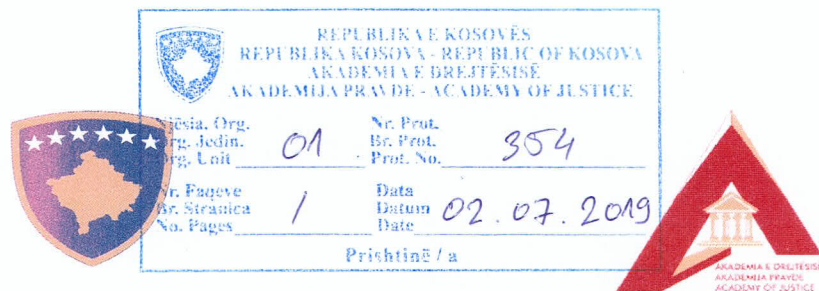 REPUBLIKA E KOSOVËS
REPUBLIKA KOSOVA - REPUBLIC OF KOSOVA
AKADEMIA E DREJTËSISË
AKADEMIJA PRAVDE - ACADEMY OF JUSTICE
Njësia. Org. Nr. Prot.
Org. Jedin. 01 Br. Prot. 354
Org. Unit Prot. No.
Nr. Faqeve Data
Br. Stranica / Datum 02.07.2019
No. Pages Date
Prishtinë / a
AKADEMIA E DREJTËSISË
AKADEMIJA PRAVDE
ACADEMY OF JUSTICE